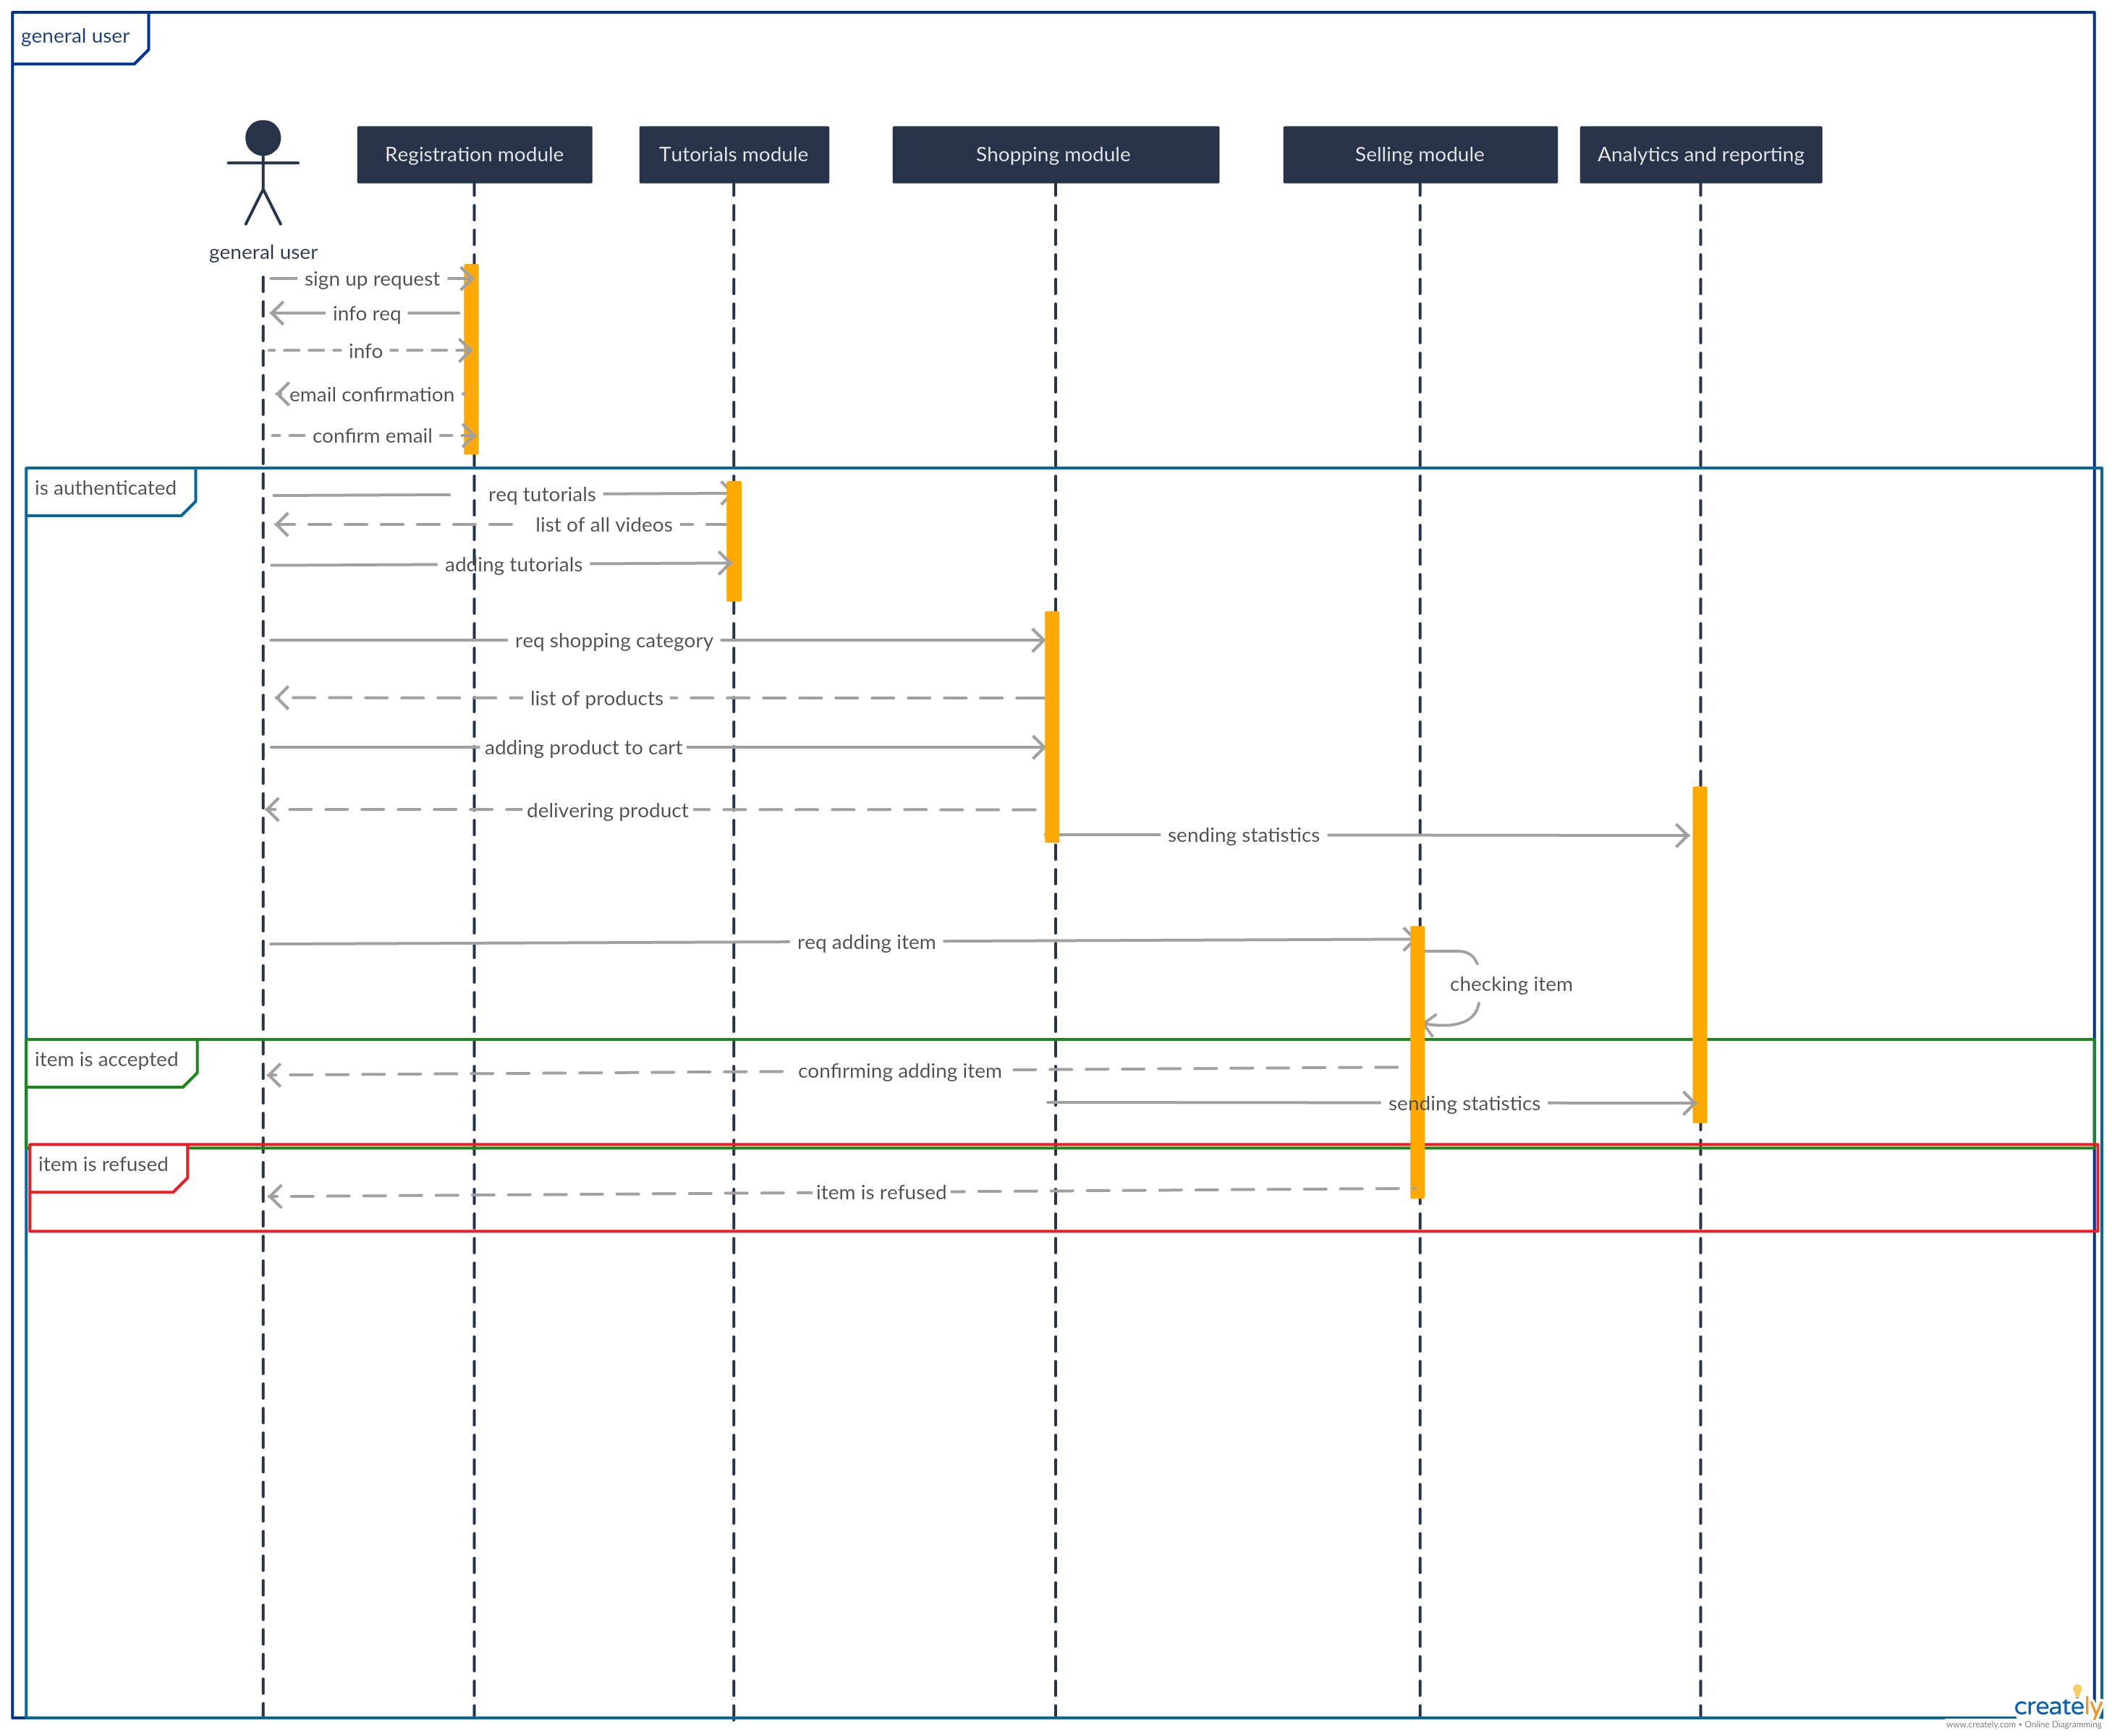 general user
Registration module
Tutorials module
Shopping module
Selling module
Analytics and reporting
general user
sign up request
info req
info
email confirmation
confirm email
is authenticated
req tutorials
list of all videos
adding tutorials
req shopping category
list of products
adding product to cart
delivering product
sending statistics
req adding item
checking item
item is accepted
confirming adding item
sending statistics
item is refused
item is refused
creately
www.creately.com • Online Diagramming